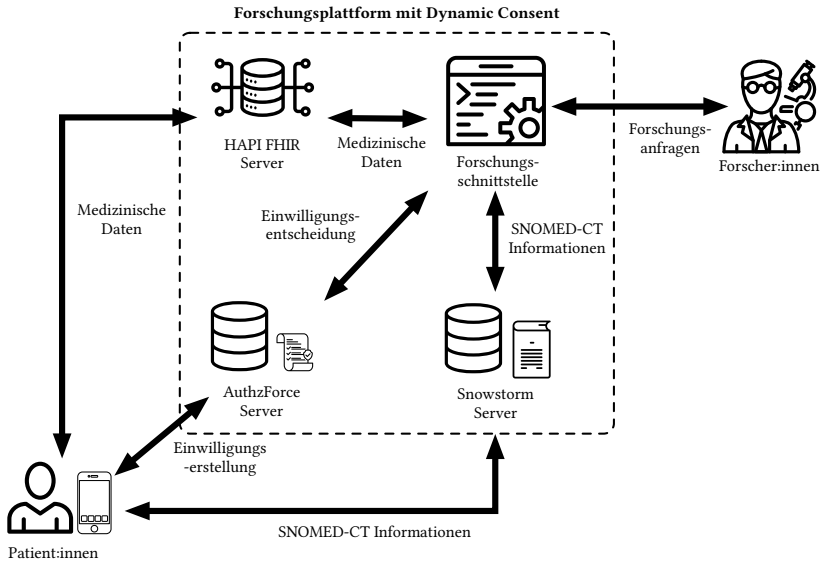 Forschungsplattform mit Dynamic Consent
HAPI FHIR
Server
Medizinische
Daten
Forschungs-
schnittstelle
Forschungs-
anfragen
Forscher:innen
Medizinische
Daten
Einwilligungs-
entscheidung
SNOMED-CT
Informationen
AuthzForce
Server
Snowstorm
Server
Einwilligungs
-erstellung
SNOMED-CT Informationen
Patient:innen